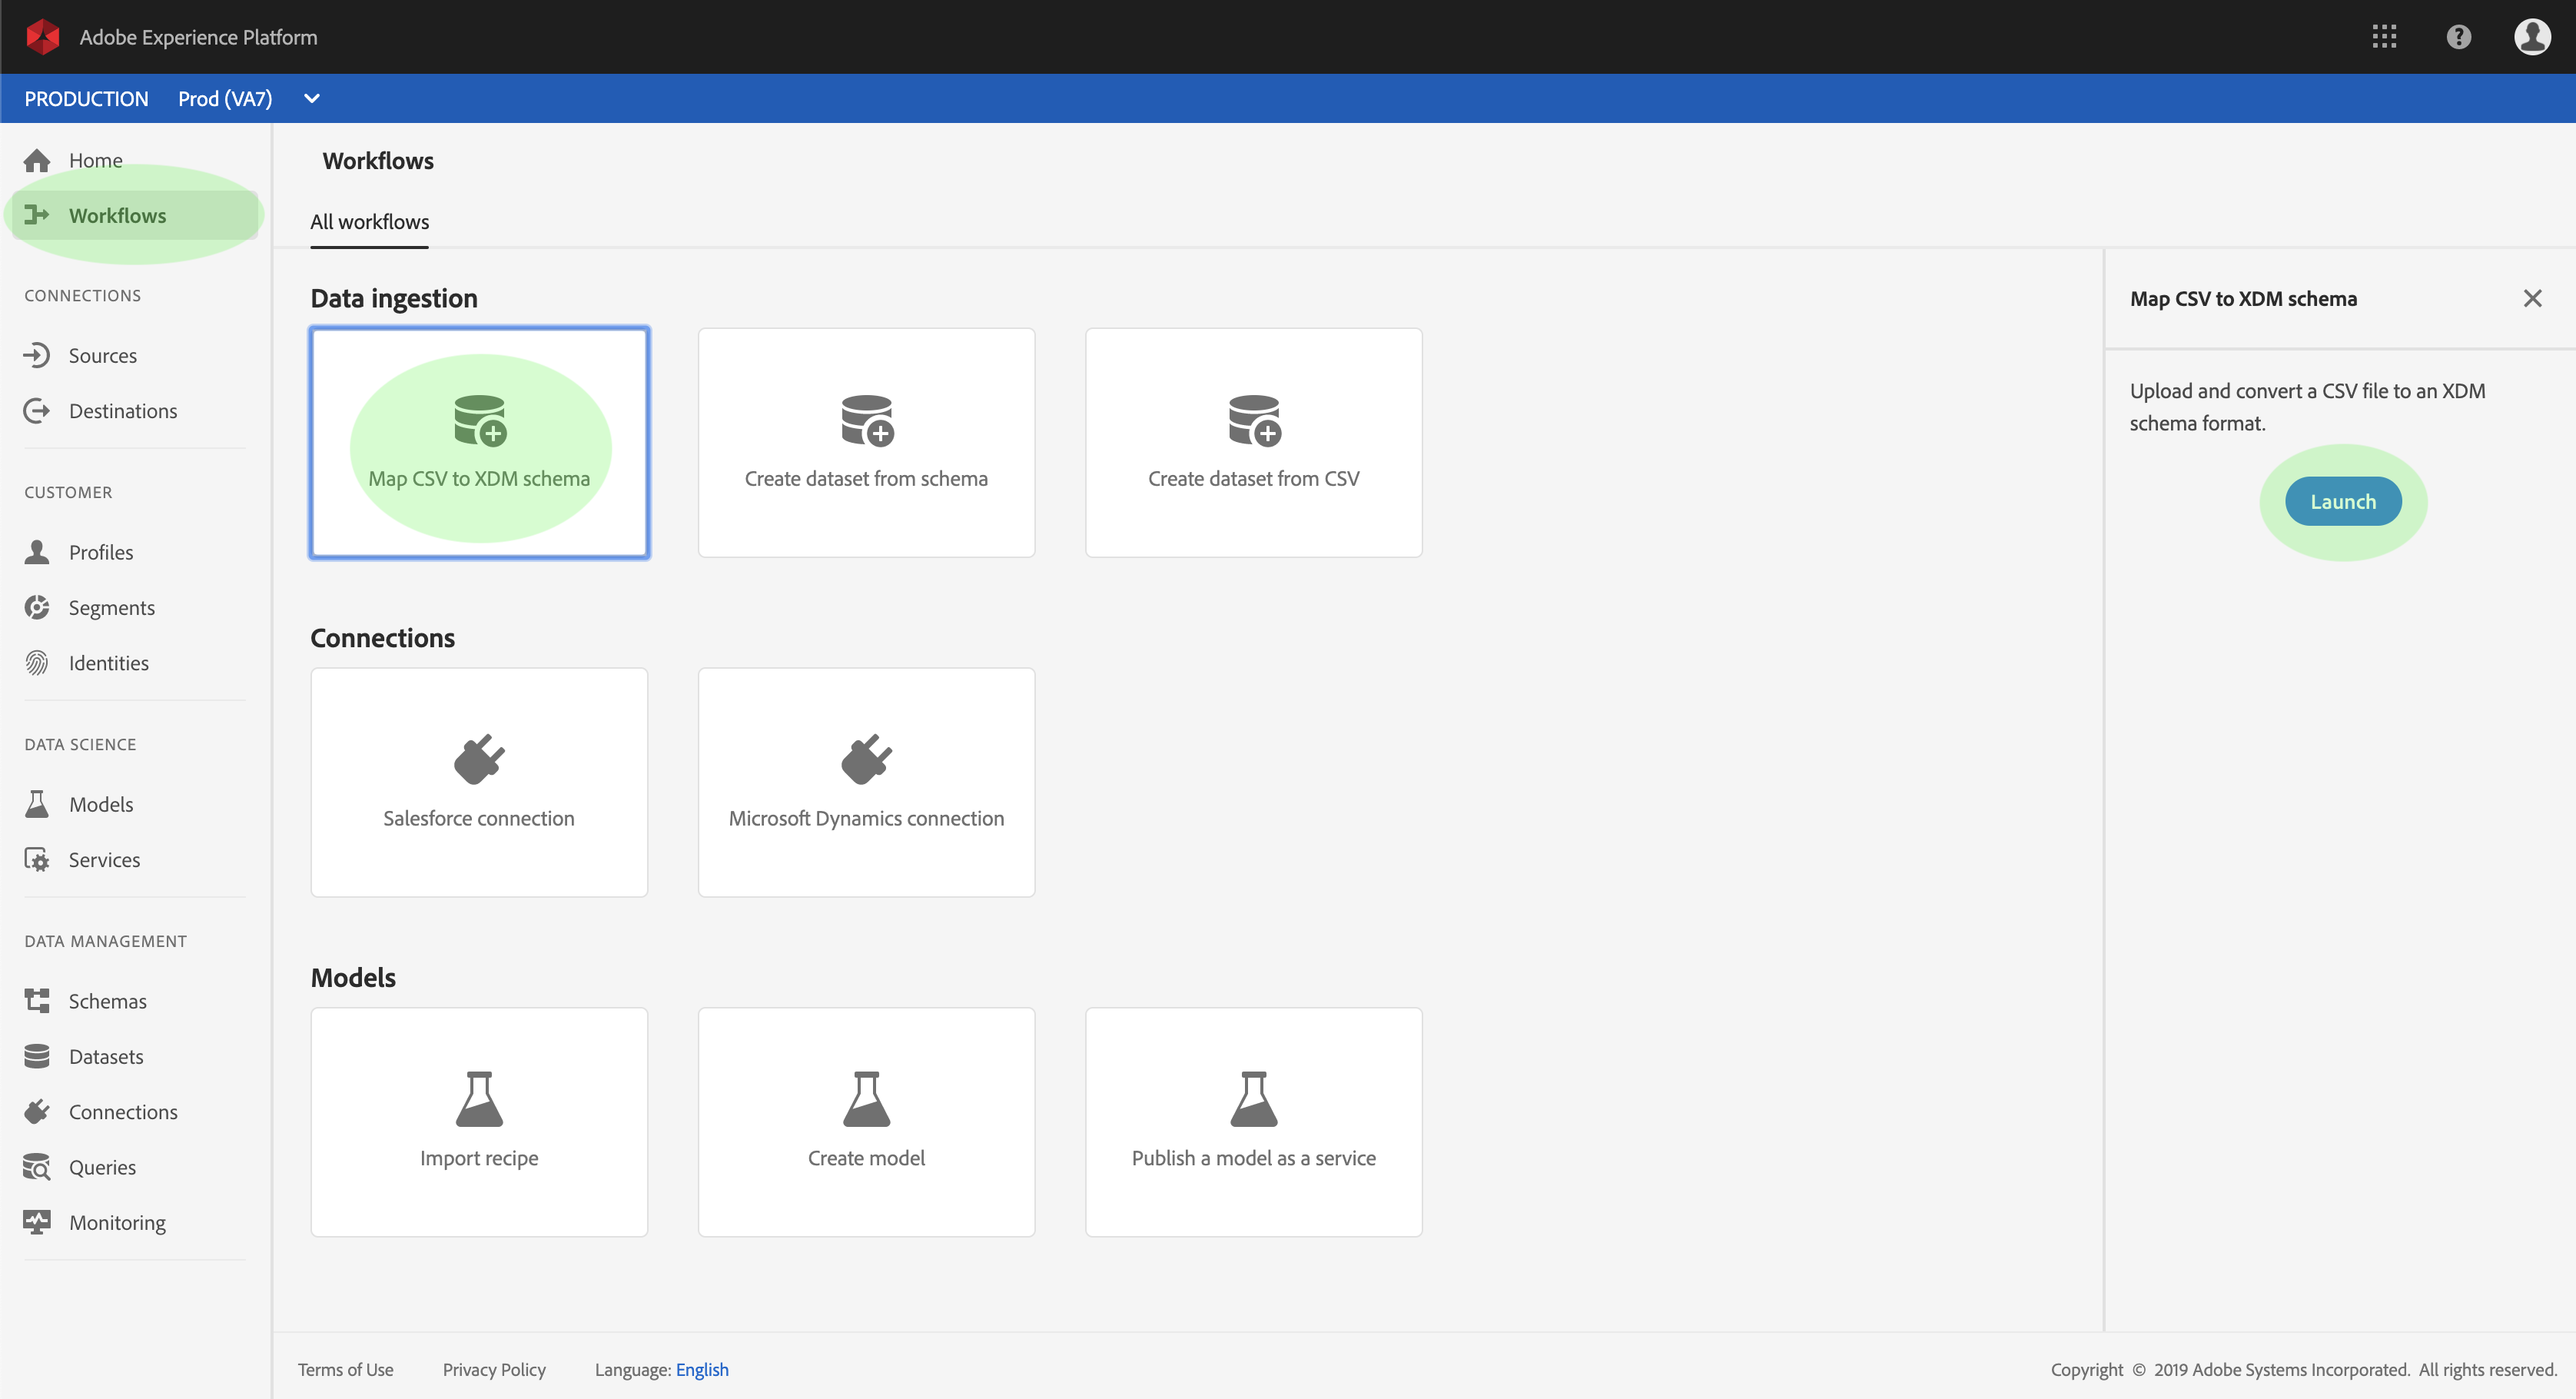 Adobe Experience Platform
PRODUCTION Prod (VA7)
Home
Workflows
CONNECTIONS
Sources
Destinations
CUSTOMER
Profiles
Segments
Identities
DATA SCIENCE
Models
Services
DATA MANAGEMENT
Schemas
Datasets
Connections
Queries
Monitoring
Workflows
All workflows
Data ingestion
Map CSV to XDM schema
Create dataset from schema
Create dataset from CSV
Connections
Salesforce connection
Microsoft Dynamics connection
Models
Import recipe
Create model
Publish a model as a service
Map CSV to XDM schema
Upload and convert a CSV file to an XDM
schema format.
Launch
Terms of Use Privacy Policy Language: English
Copyright © 2019 Adobe Systems Incorporated. All rights reserved.